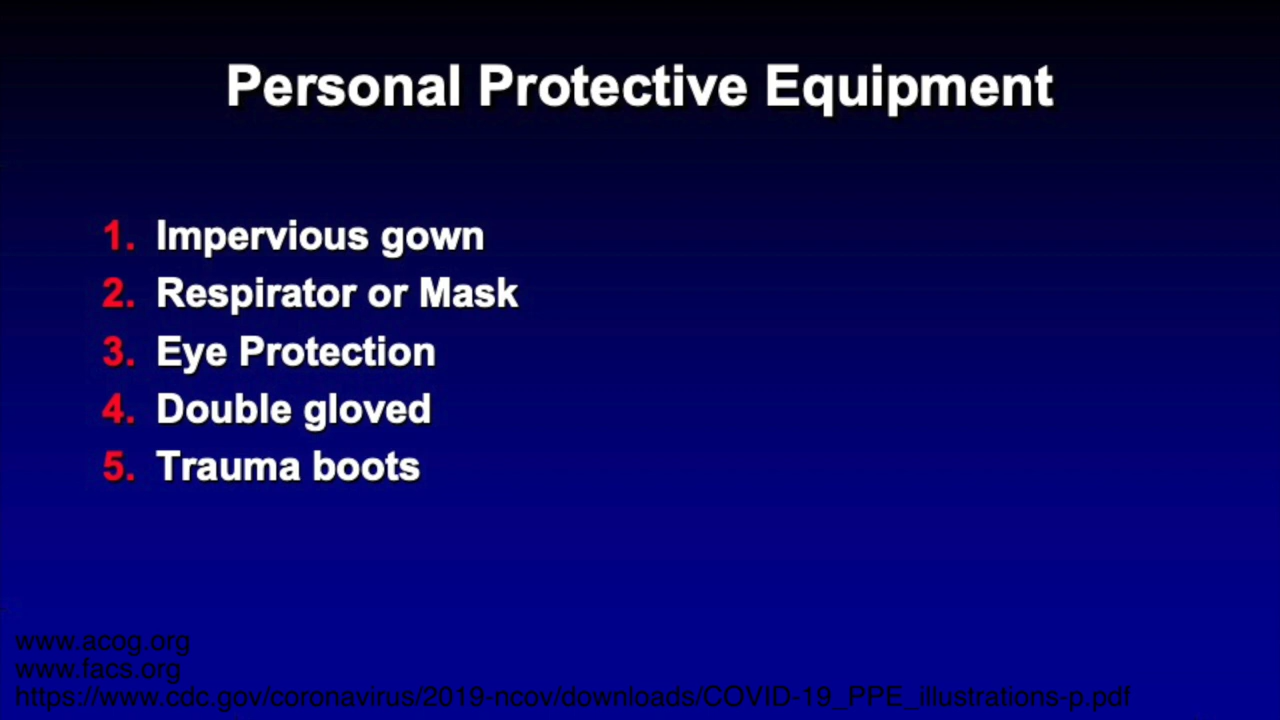 Personal Protective Equipment
1. Impervious gown
2. Respirator or Mask
3. Eye Protection
4. Double gloved
5. Trauma boots
www.acog.org
www.facs.org
https://www.cdc.gov/coronavirus/2019-ncov/downloads/COVID-19_PPE_illustrations-p.pdf